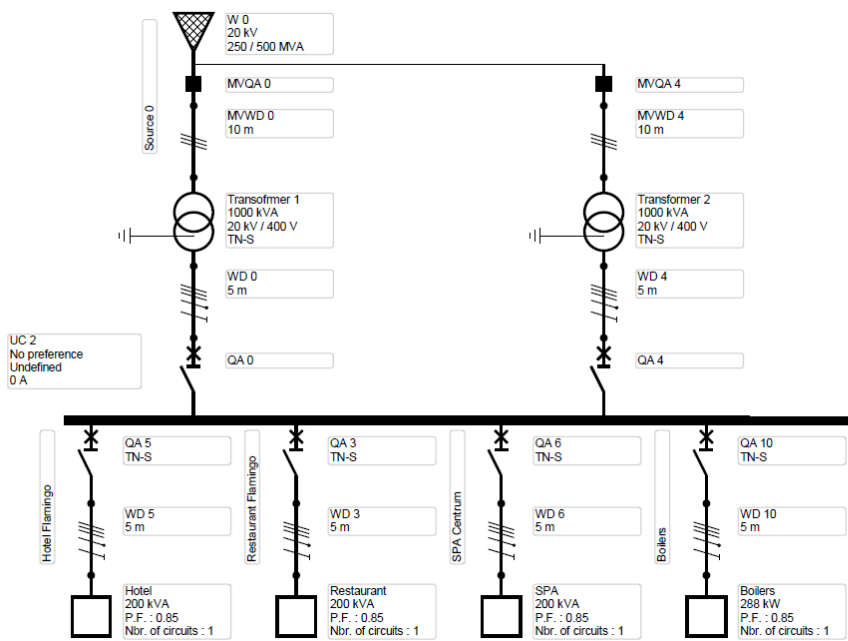 W 0
20 kV
250 / 500 MVA
Source 0
MVQA 0
MVQA 4
MVWD 0
10 m
MVWD 4
10 m
Transofrmer 1
1000 kVA
20 kV / 400 V
TN-S
Transformer 2
1000 kVA
20 kV / 400 V
TN-S
WD 0
5 m
WD 4
5 m
UC 2
No preference
Undefined
0 A
QA 0
QA 4
Hotel Flamingo
QA 5
TN-S
Restaurant Flamingo
QA 3
TN-S
SPA Centrum
QA 6
TN-S
Boilers
QA 10
TN-S
WD 5
5 m
WD 3
5 m
WD 6
5 m
WD 10
5 m
Hotel
200 kVA
P.F. : 0.85
Nbr. of circuits : 1
Restaurant
200 kVA
P.F. : 0.85
Nbr. of circuits : 1
SPA
200 kVA
P.F. : 0.85
Nbr. of circuits : 1
Boilers
288 kW
P.F. : 0.85
Nbr. of circuits : 1